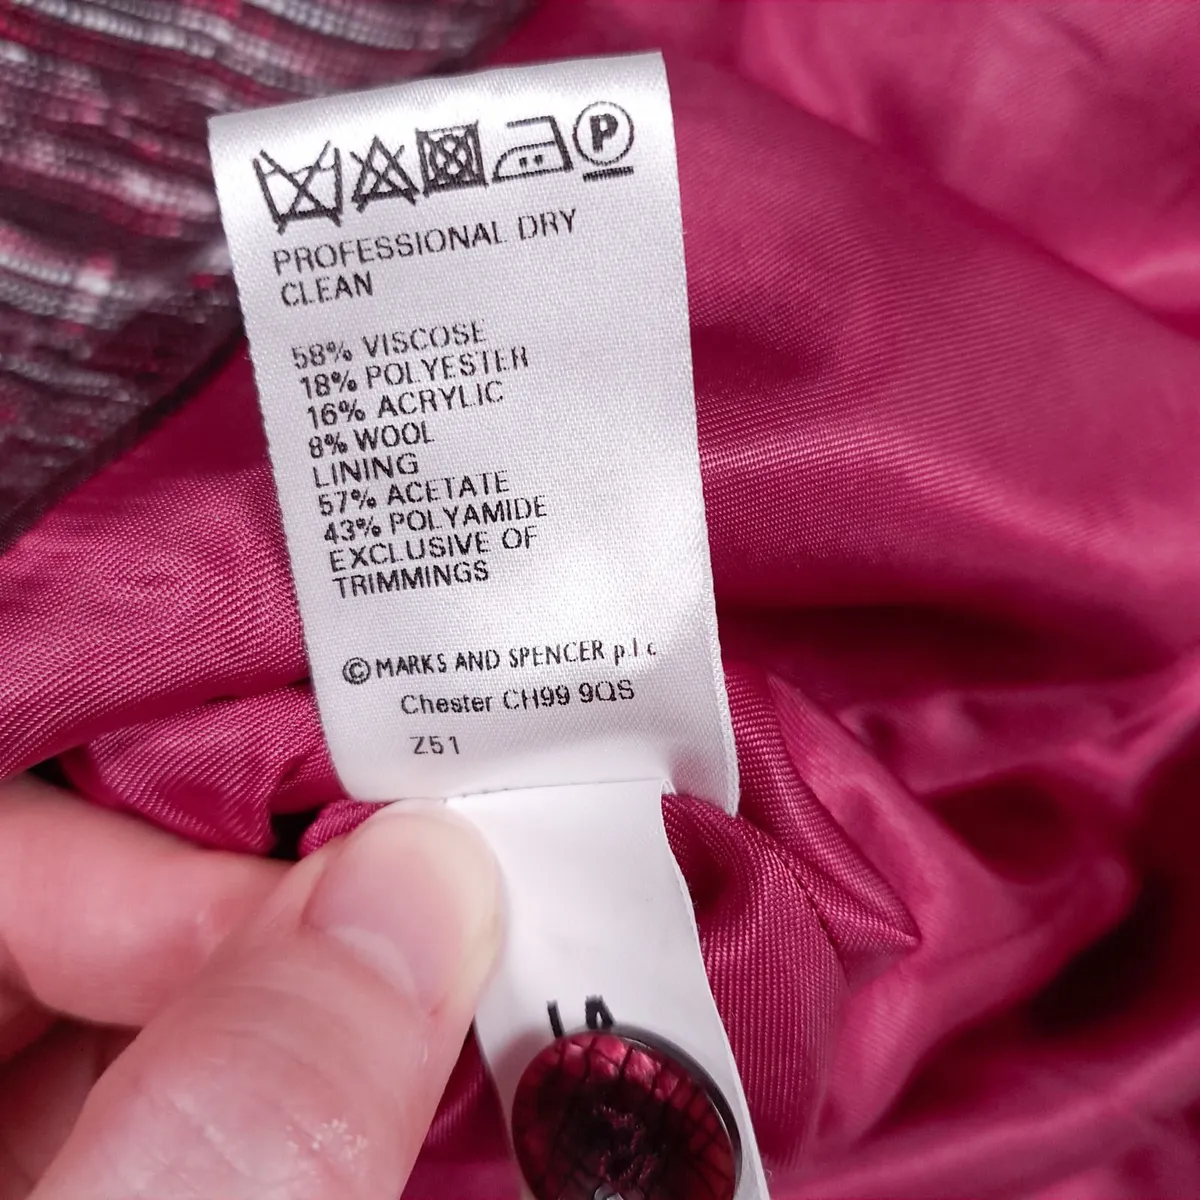 P
PROFESSIONAL DRY
CLEAN
58% VISCOSE
18% POLYESTER
16% ACRYLIC
8% WOOL
LINING
57% ACETATE
43% POLYAMIDE
EXCLUSIVE OF
TRIMMINGS
© MARKS AND SPENCER p.l.c
Chester CH99 9QS
Z51